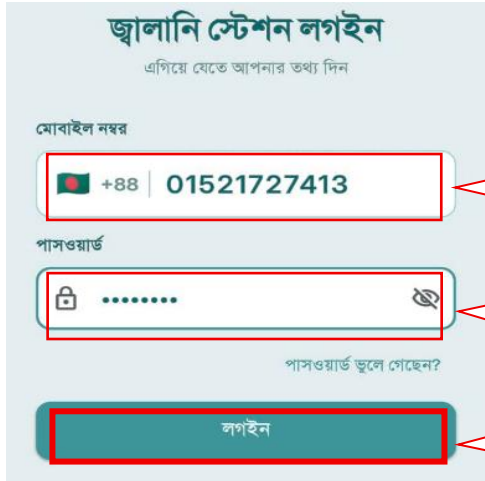 জ্বালানি স্টেশন লগইন
এগিয়ে যেতে আপনার তথ্য দিন
মোবাইল নম্বর
+88 01521727413
পাসওয়ার্ড
••••••••
পাসওয়ার্ড ভুলে গেছেন?
লগইন